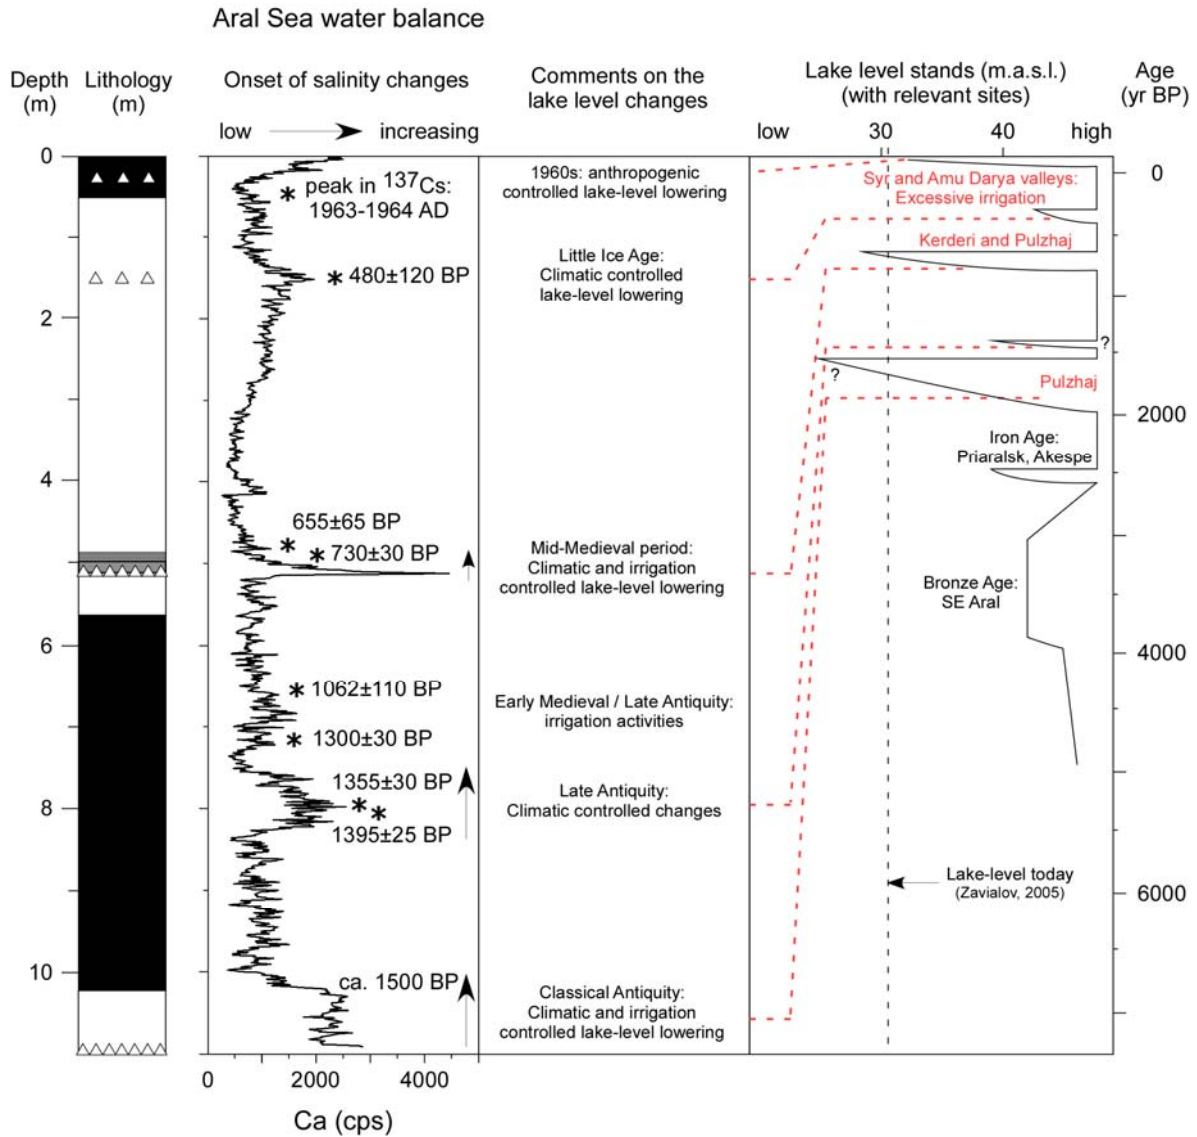 Aral Sea water balance
Depth
(m)
Lithology
(m)
Onset of salinity changes
low
increasing
Comments on the
lake level changes
Lake level stands (m.a.s.l.)
(with relevant sites)
low
30
40
high
Age
(yr BP)
0
2
4
6
8
10
peak in 137Cs:
1963-1964 AD
480±120 BP
655±65 BP
730±30 BP
1062±110 BP
1300±30 BP
1355±30 BP
1395±25 BP
ca. 1500 BP
0
2000
4000
Ca (cps)
1960s: anthropogenic
controlled lake-level lowering
Little Ice Age:
Climatic controlled
lake-level lowering
Mid-Medieval period:
Climatic and irrigation
controlled lake-level lowering
Early Medieval / Late Antiquity:
irrigation activities
Late Antiquity:
Climatic controlled changes
Classical Antiquity:
Climatic and irrigation
controlled lake-level lowering
Syr and Amu Darya valleys:
Excessive irrigation
Kerderi and Pulzhaj
?
?
Pulzhaj
Iron Age:
Priaralsk, Akespe
Bronze Age:
SE Aral
Lake-level today
(Zavialov, 2005)
0
2000
4000
6000